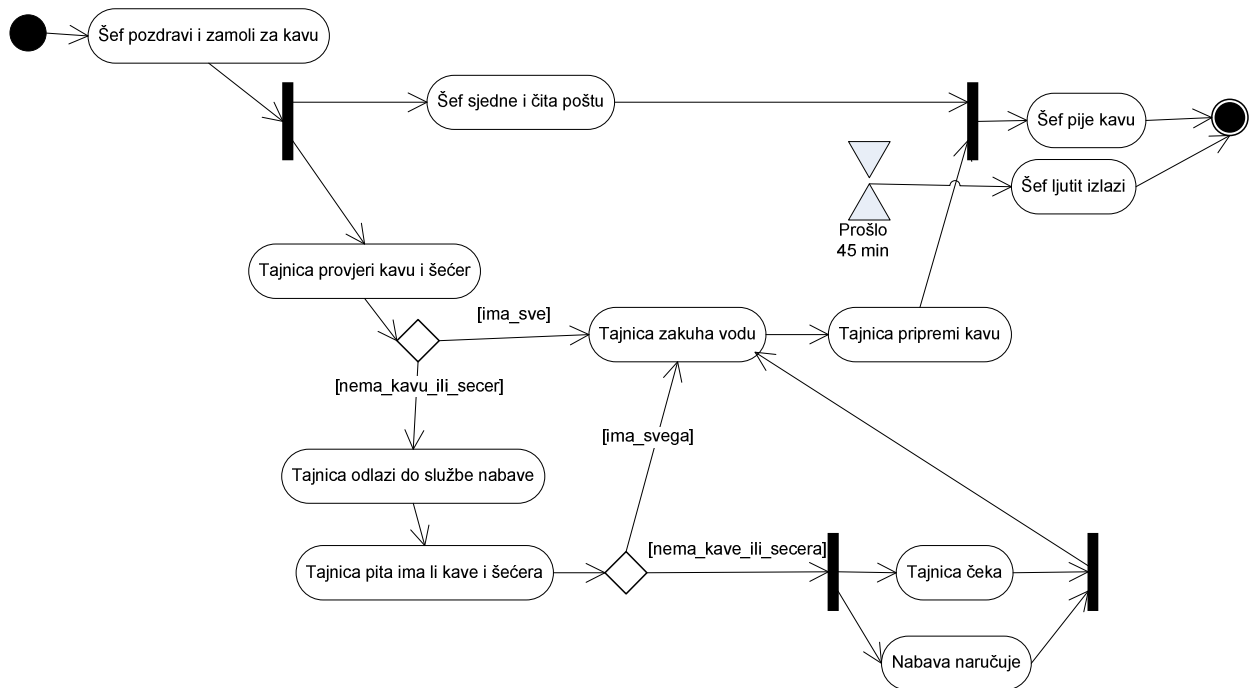 Šef pozdravi i zamoli za kavu
Šef sjedne i čita poštu
Šef pije kavu
Šef ljutit izlazi
Prošlo
45 min
Tajnica provjeri kavu i šećer
[ima_sve]
Tajnica zakuha vodu
Tajnica pripremi kavu
[nema_kavu_ili_secer]
[ima_svega]
Tajnica odlazi do službe nabave
[nema_kave_ili_secera]
Tajnica pita ima li kave i šećera
Tajnica čeka
Nabava naručuje